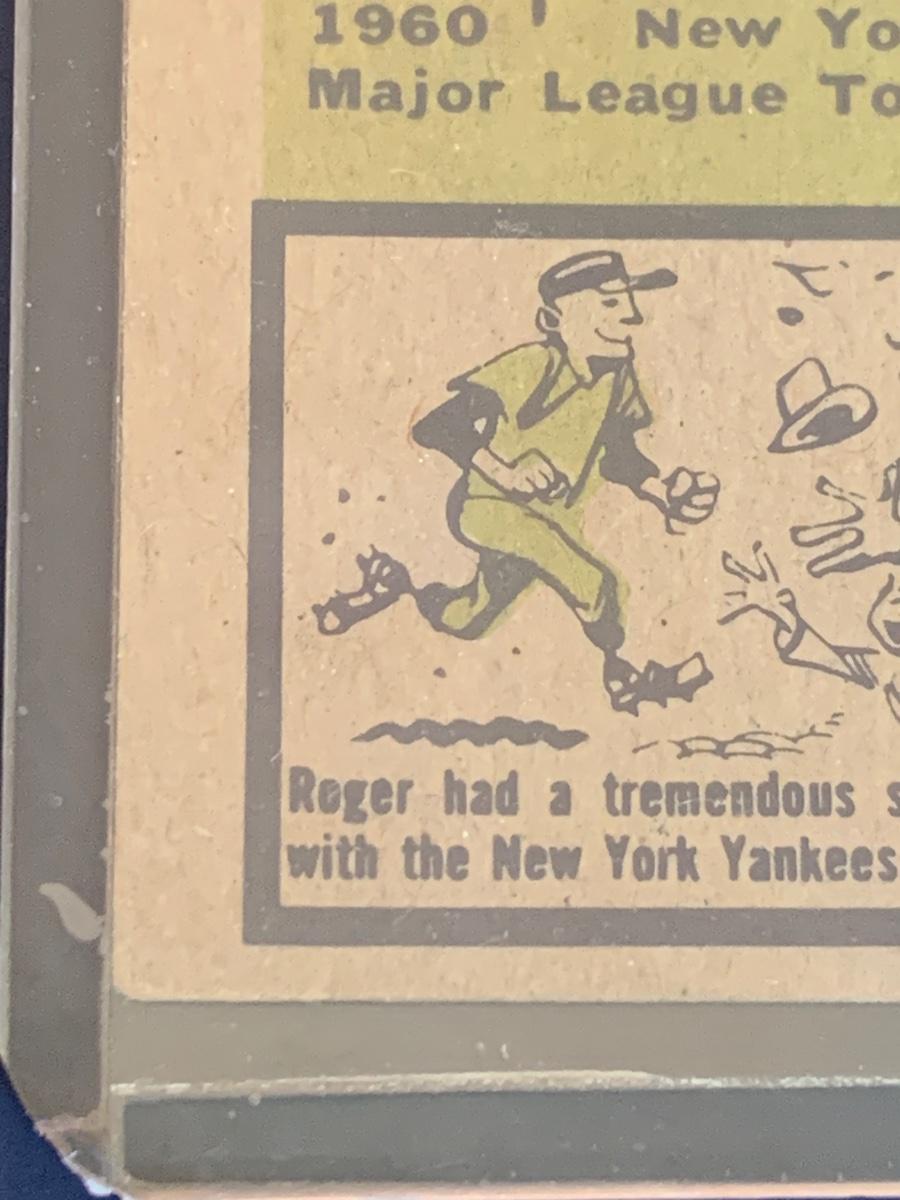 1960 New Yo
Major League To
Roger had a tremendous s
with the New York Yankees